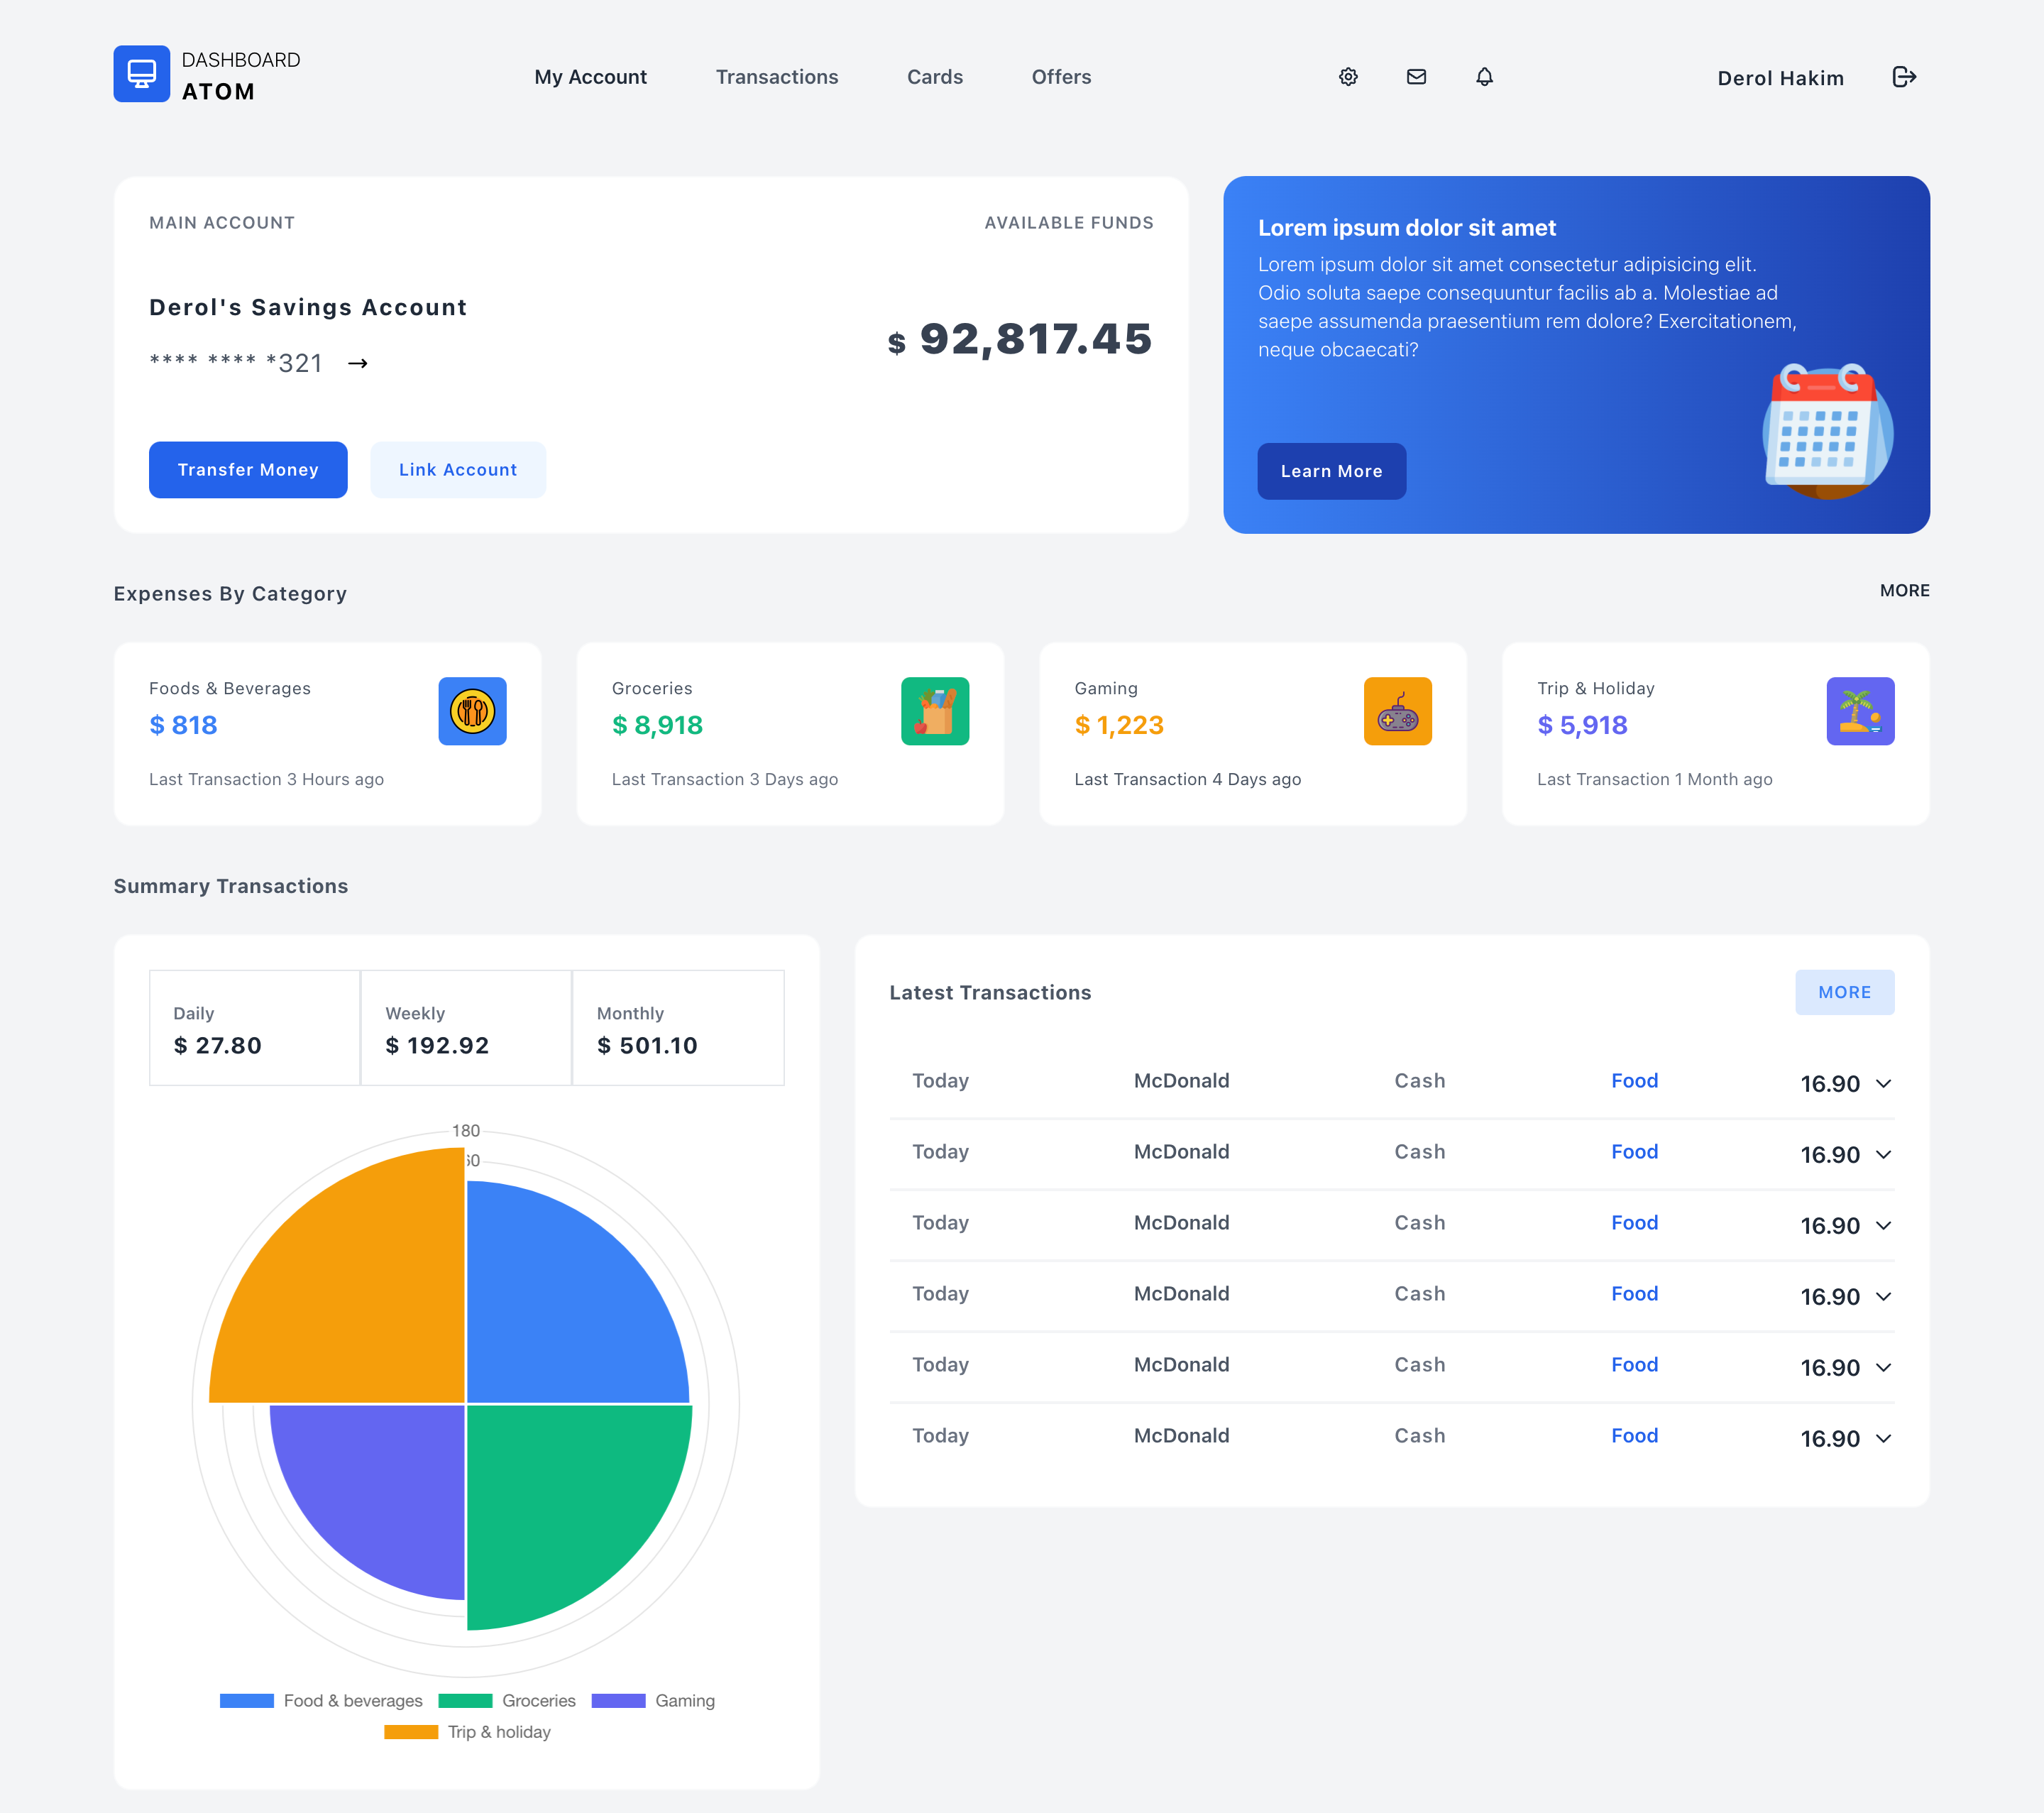 DASHBOARD
ATOM
My Account
Transactions
Cards
Offers
Derol Hakim
MAIN ACCOUNT
AVAILABLE FUNDS
Derol's Savings Account
**** **** *321
$ 92,817.45
Transfer Money
Link Account
Lorem ipsum dolor sit amet
Lorem ipsum dolor sit amet consectetur adipisicing elit.
Odio soluta saepe consequuntur facilis ab a. Molestiae ad
saepe assumenda praesentium rem dolore? Exercitationem,
neque obcaecati?
Learn More
Expenses By Category
MORE
Foods & Beverages
$ 818
Last Transaction 3 Hours ago
Groceries
$ 8,918
Last Transaction 3 Days ago
Gaming
$ 1,223
Last Transaction 4 Days ago
Trip & Holiday
$ 5,918
Last Transaction 1 Month ago
Summary Transactions
Daily
$ 27.80
Weekly
$ 192.92
Monthly
$ 501.10
180
Food & beverages
Groceries
Gaming
Trip & holiday
Latest Transactions
MORE
Today McDonald Cash Food 16.90
Today McDonald Cash Food 16.90
Today McDonald Cash Food 16.90
Today McDonald Cash Food 16.90
Today McDonald Cash Food 16.90
Today McDonald Cash Food 16.90